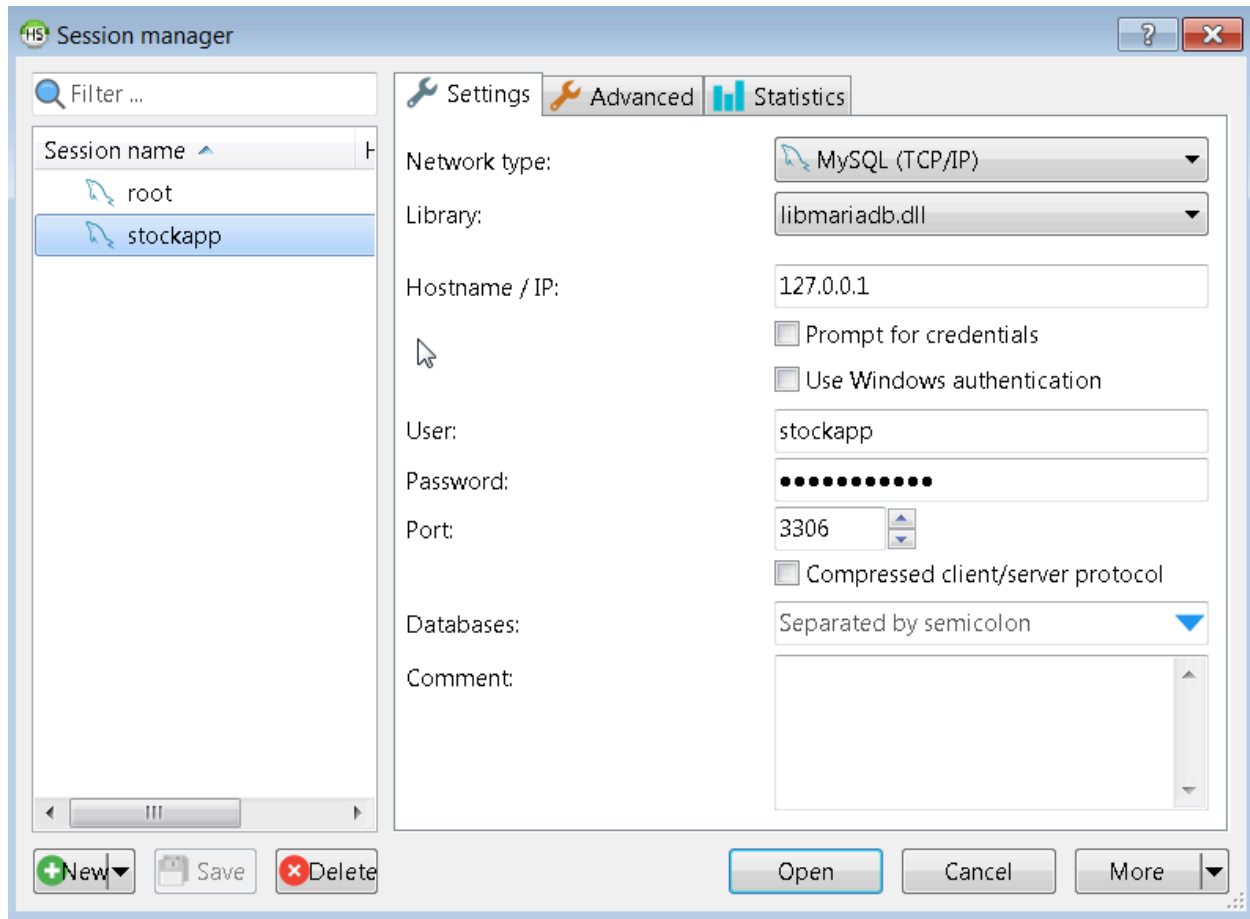 HS Session manager
?
Filter ...
Settings
Advanced
Statistics
Session name
H
root
stockapp
Network type:
MySQL (TCP/IP)
Library:
libmariadb.dll
Hostname / IP:
127.0.0.1
Prompt for credentials
Use Windows authentication
User:
stockapp
Password:
●●●●●●●●●●●
Port:
3306
Compressed client/server protocol
Databases:
Separated by semicolon
Comment:
New
Save
Delete
Open
Cancel
More